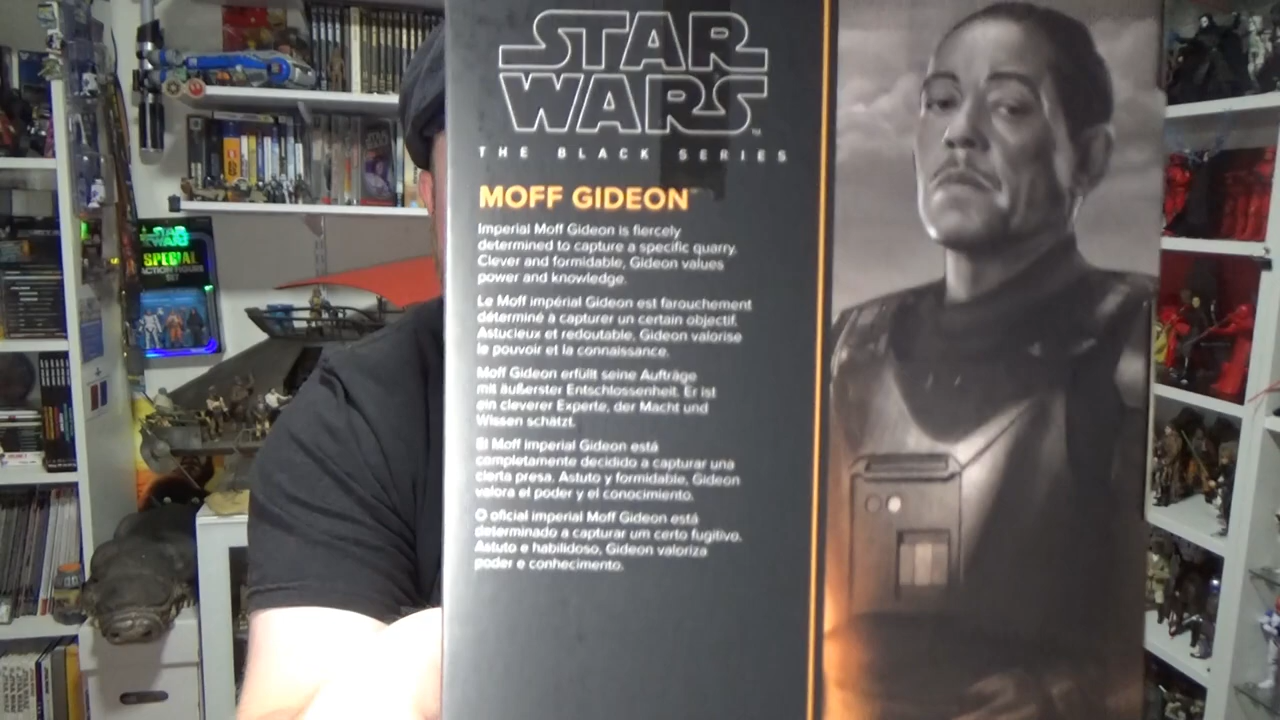 STAR
WARS™
THE BLACK SERIES
MOFF GIDEON™
Imperial Moff Gideon is fiercely
determined to capture a specific quarry.
Clever and formidable, Gideon values
power and knowledge.
Le Moff impérial Gideon est farouchement
déterminé à capturer un certain objectif.
Astucieux et redoutable, Gideon valorise
le pouvoir et la connaissance.
Moff Gideon erfüllt seine Aufträge
mit äußerster Entschlossenheit. Er ist
ein cleverer Experte, der Macht und
Wissen schätzt.
El Moff imperial Gideon está
completamente decidido a capturar una
cierta presa. Astuto y formidable, Gideon
valora el poder y el conocimiento.
O oficial imperial Moff Gideon está
determinado a capturar um certo fugitivo.
Astuto e habilidoso, Gideon valoriza
poder e conhecimento.
STAR
WARS
SPECIAL
ACTION FIGURE
SET